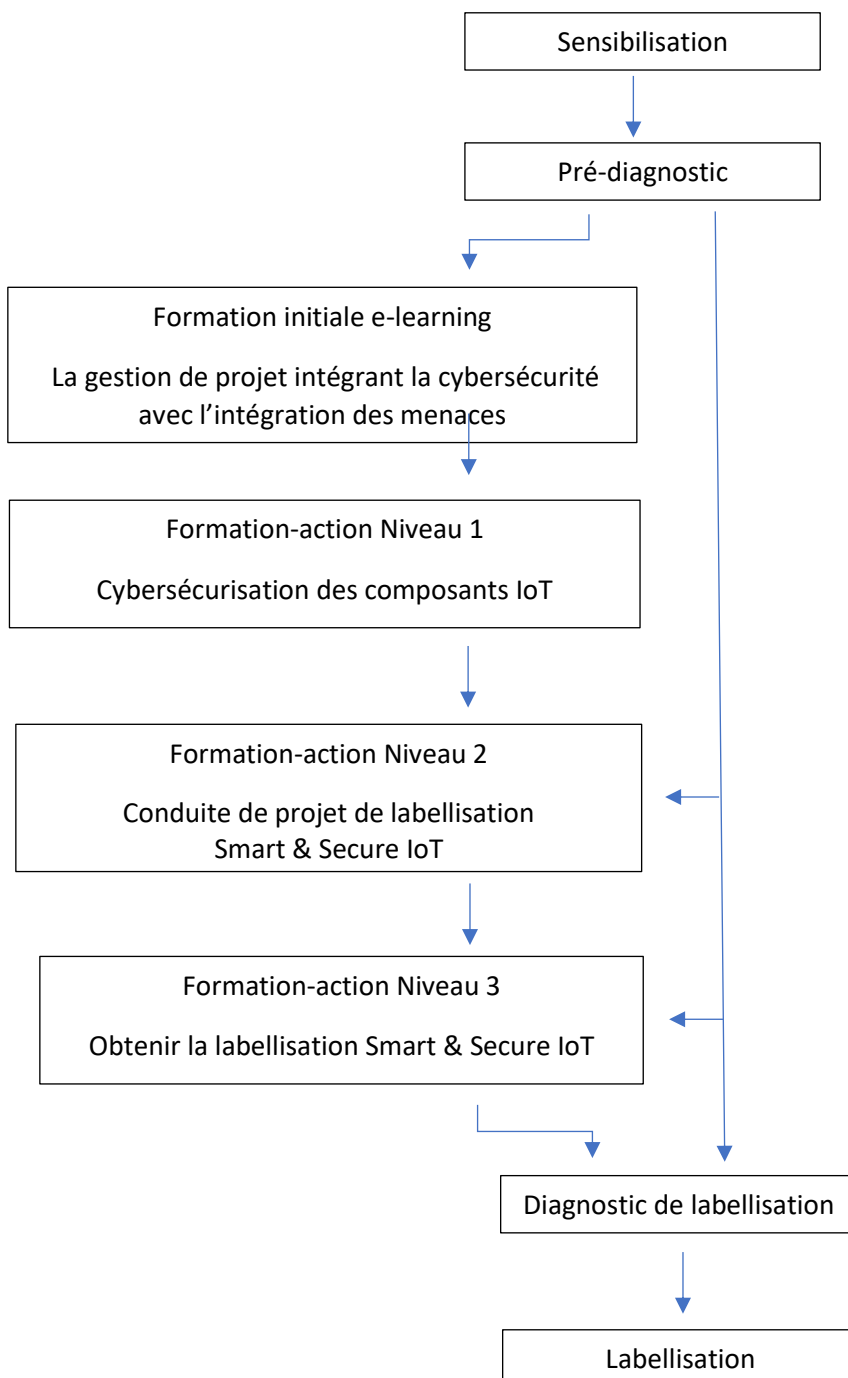 Sensibilisation
Pré-diagnostic
Formation initiale e-learning
La gestion de projet intégrant la cybersécurité
avec l’intégration des menaces
Formation-action Niveau 1
Cybersécurisation des composants IoT
Formation-action Niveau 2
Conduite de projet de labellisation
Smart & Secure IoT
Formation-action Niveau 3
Obtenir la labellisation Smart & Secure IoT
Diagnostic de labellisation
Labellisation